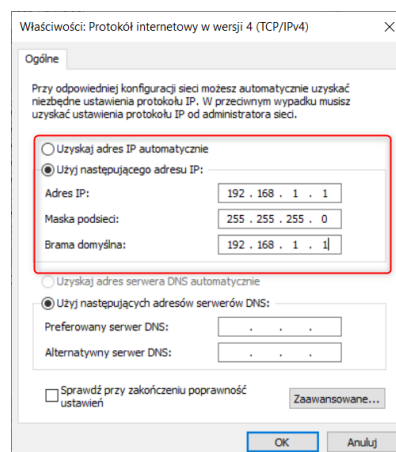 Właściwości: Protokół internetowy w wersji 4 (TCP/IPv4)
Ogólne
Przy odpowiedniej konfiguracji sieci możesz automatycznie uzyskać
niezbędne ustawienia protokołu IP. W przeciwnym wypadku musisz
uzyskać ustawienia protokołu IP od administratora sieci.
Uzyskaj adres IP automatycznie
Użyj następującego adresu IP:
Adres IP: 192 . 168 . 1 . 1
Maska podsieci: 255 . 255 . 255 . 0
Brama domyślna: 192 . 168 . 1 . 1
Uzyskaj adres serwera DNS automatycznie
Użyj następujących adresów serwerów DNS:
Preferowany serwer DNS: . . .
Alternatywny serwer DNS: . . .
Sprawdź przy zakończeniu poprawność
ustawień
Zaawansowane...
OK Anuluj